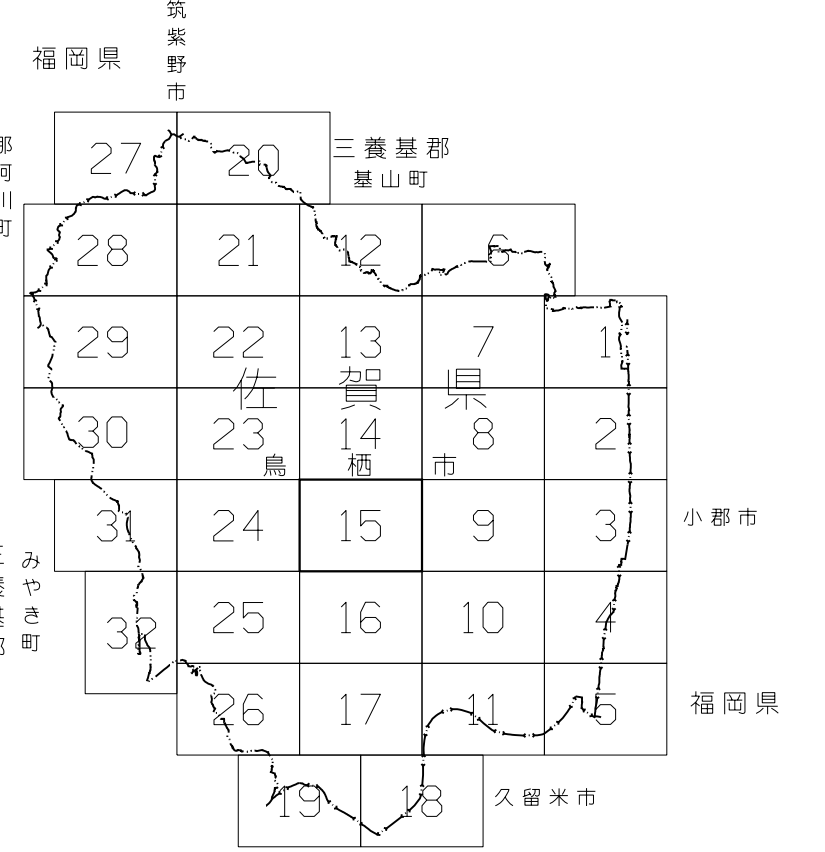 筑紫野市
福岡県
三養基郡
基山町
27 20
28 21 12 6
29 22 13 7 1
佐賀県
30 23 14 8 2
鳥栖市
31 24 15 9 3
小郡市
みやき町
32 25 16 10 4
26 17 11 5
福岡県
19 18
久留米市